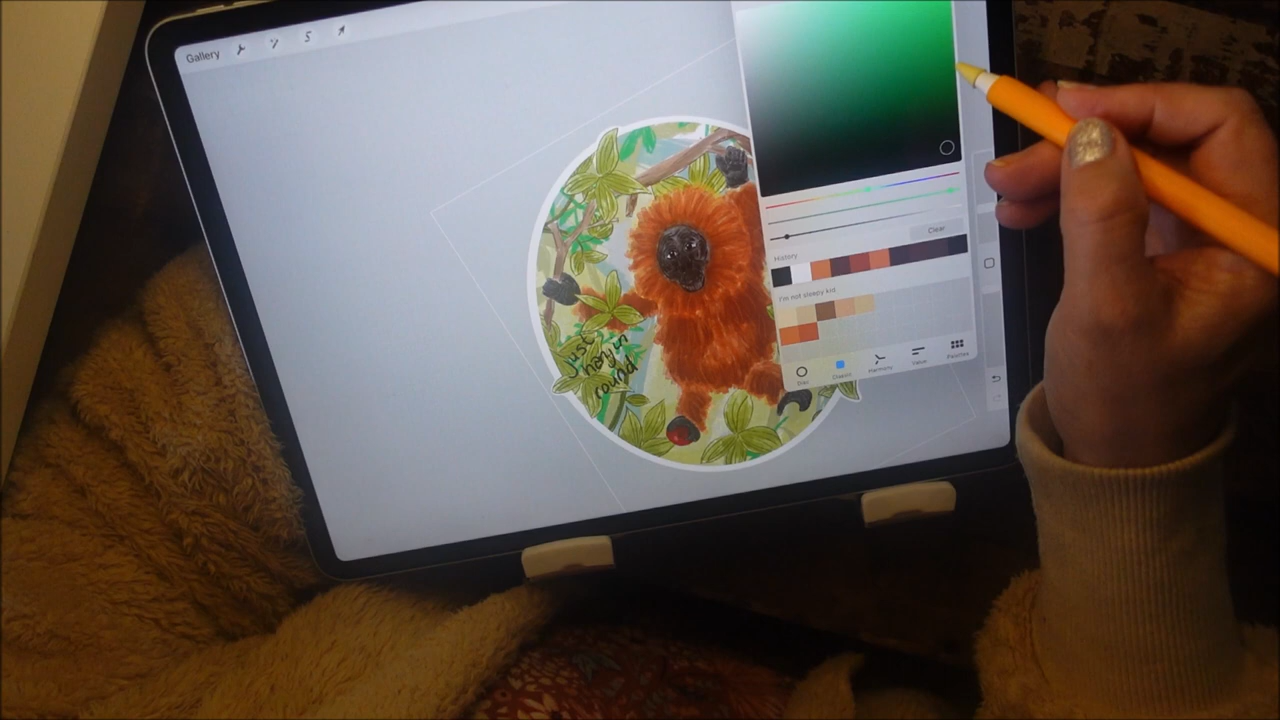 Gallery
Clear
History
I'm not sleepy kid
Disc
Classic
Harmony
Value
Palettes
just
hangin
round